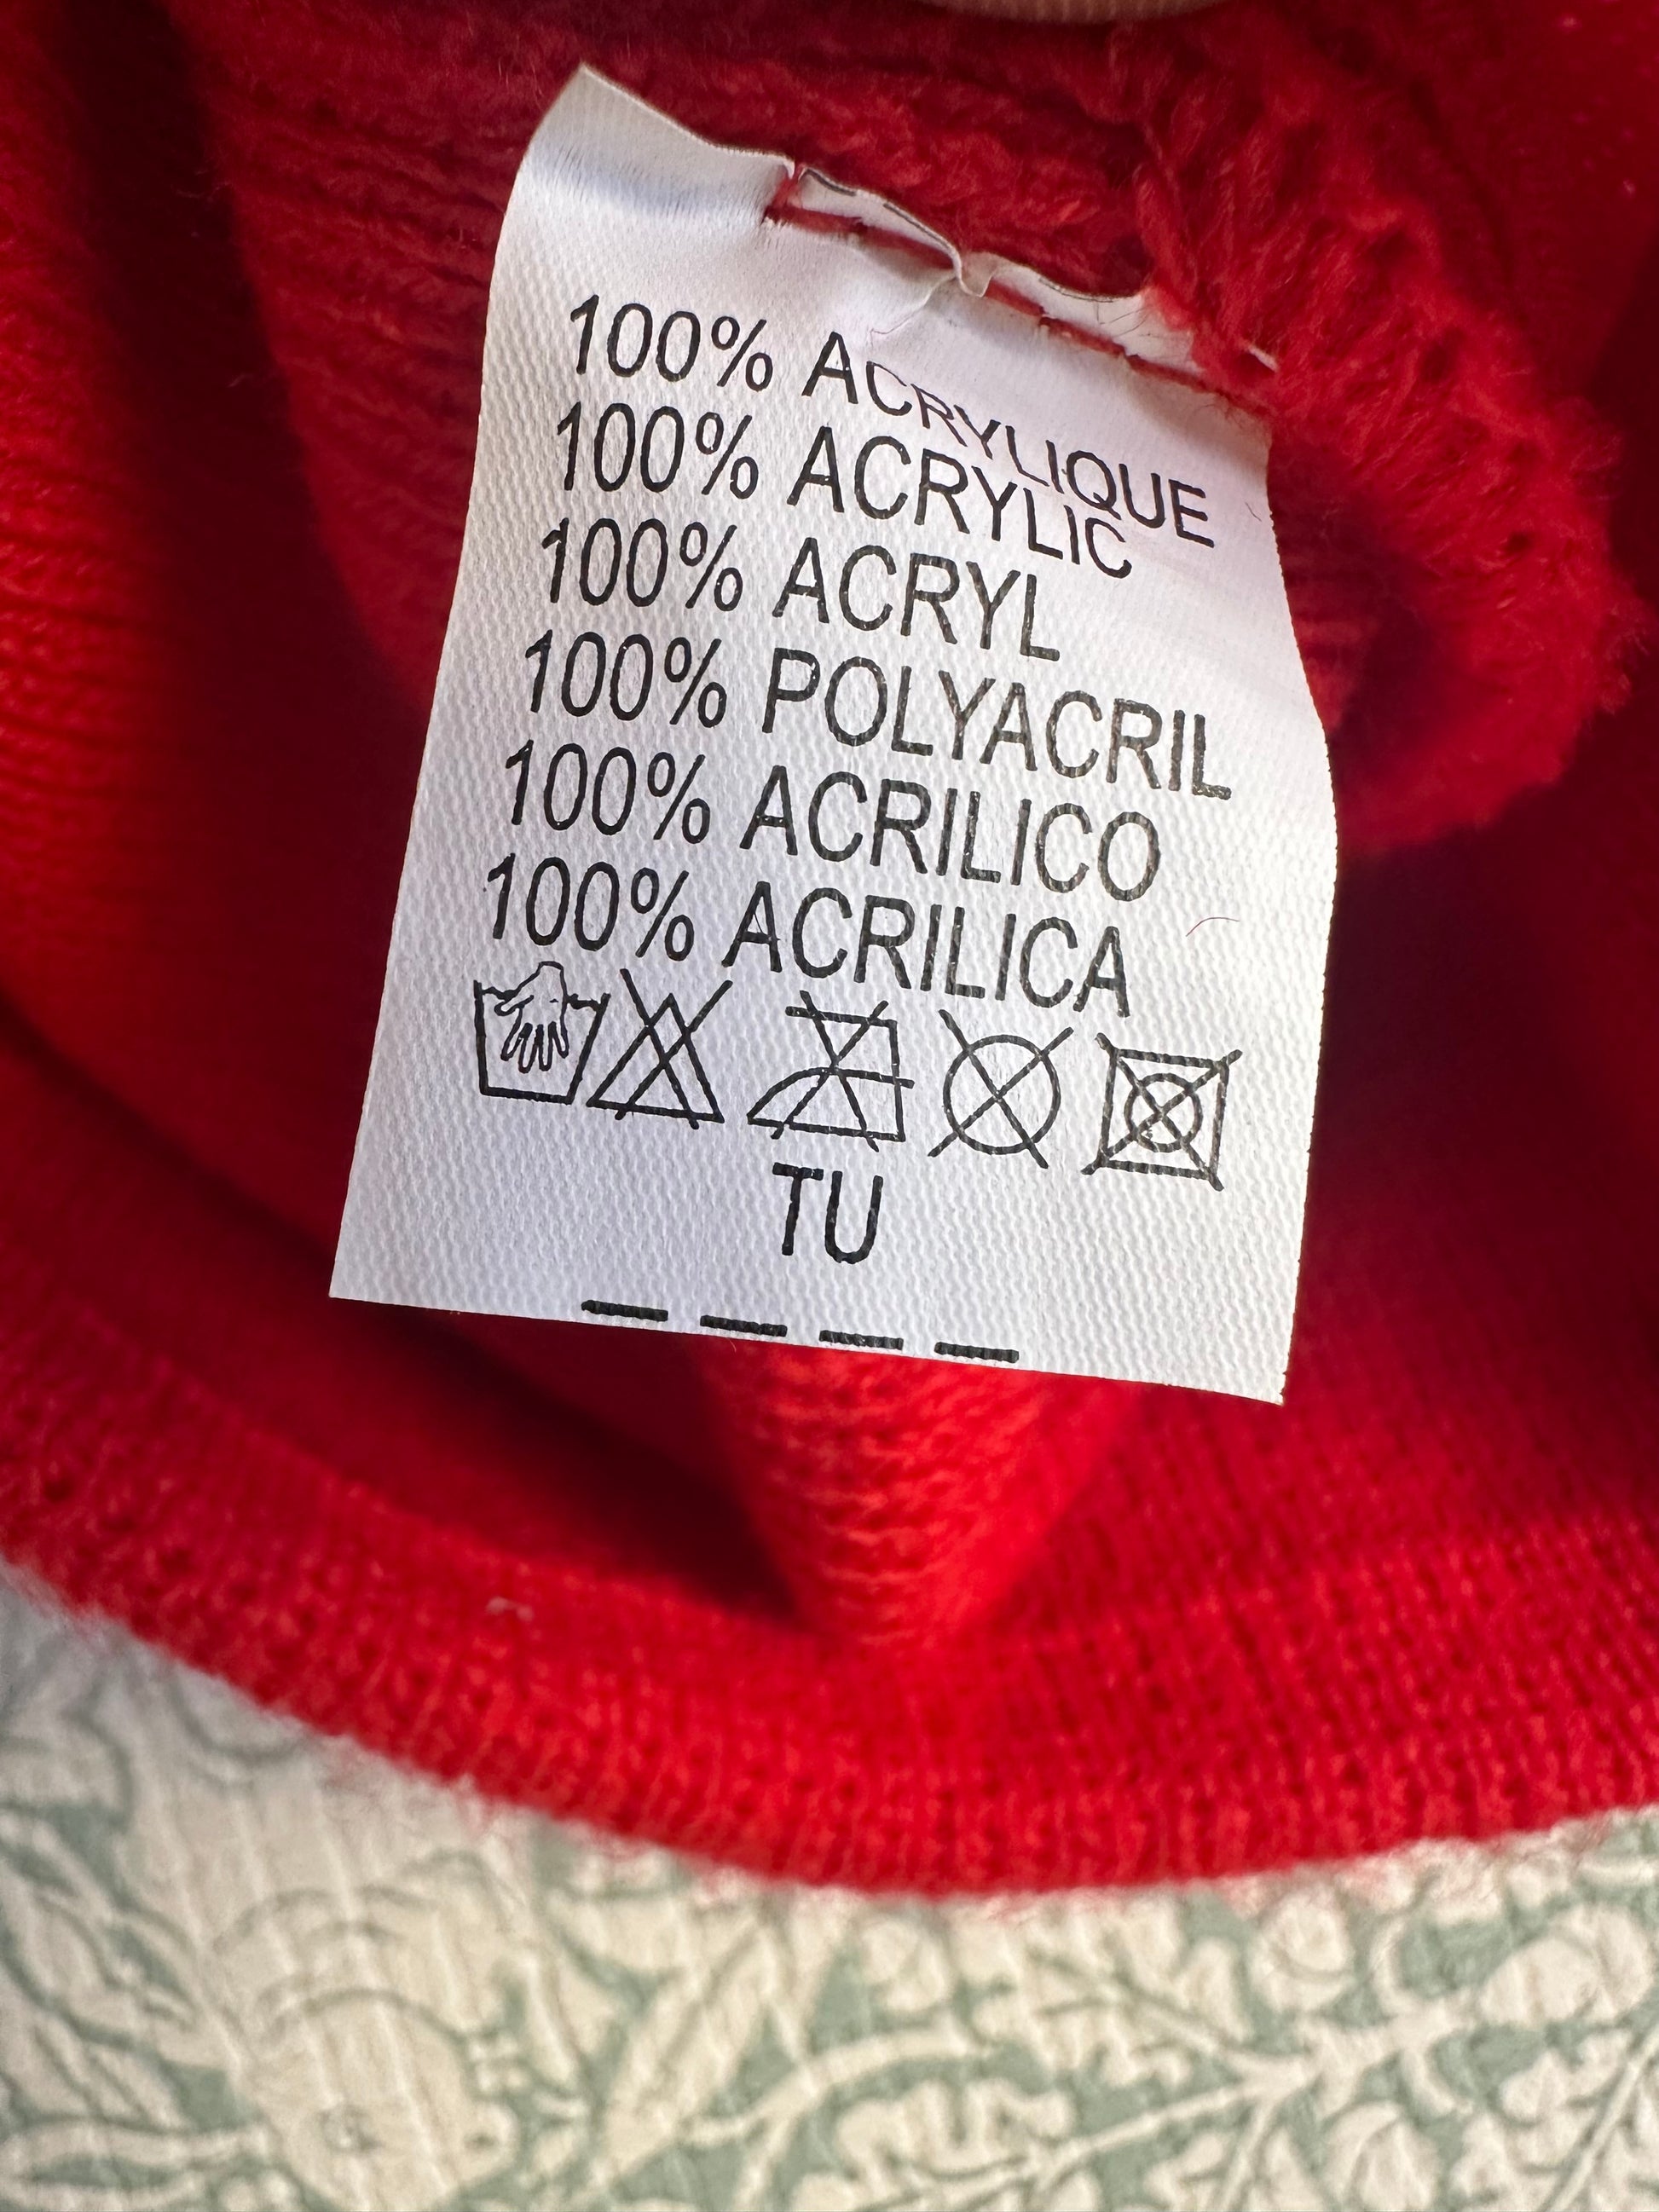 100% ACRYLIQUE
100% ACRYLIC
100% ACRYL
100% POLYACRIL
100% ACRILICO
100% ACRILICA
TU